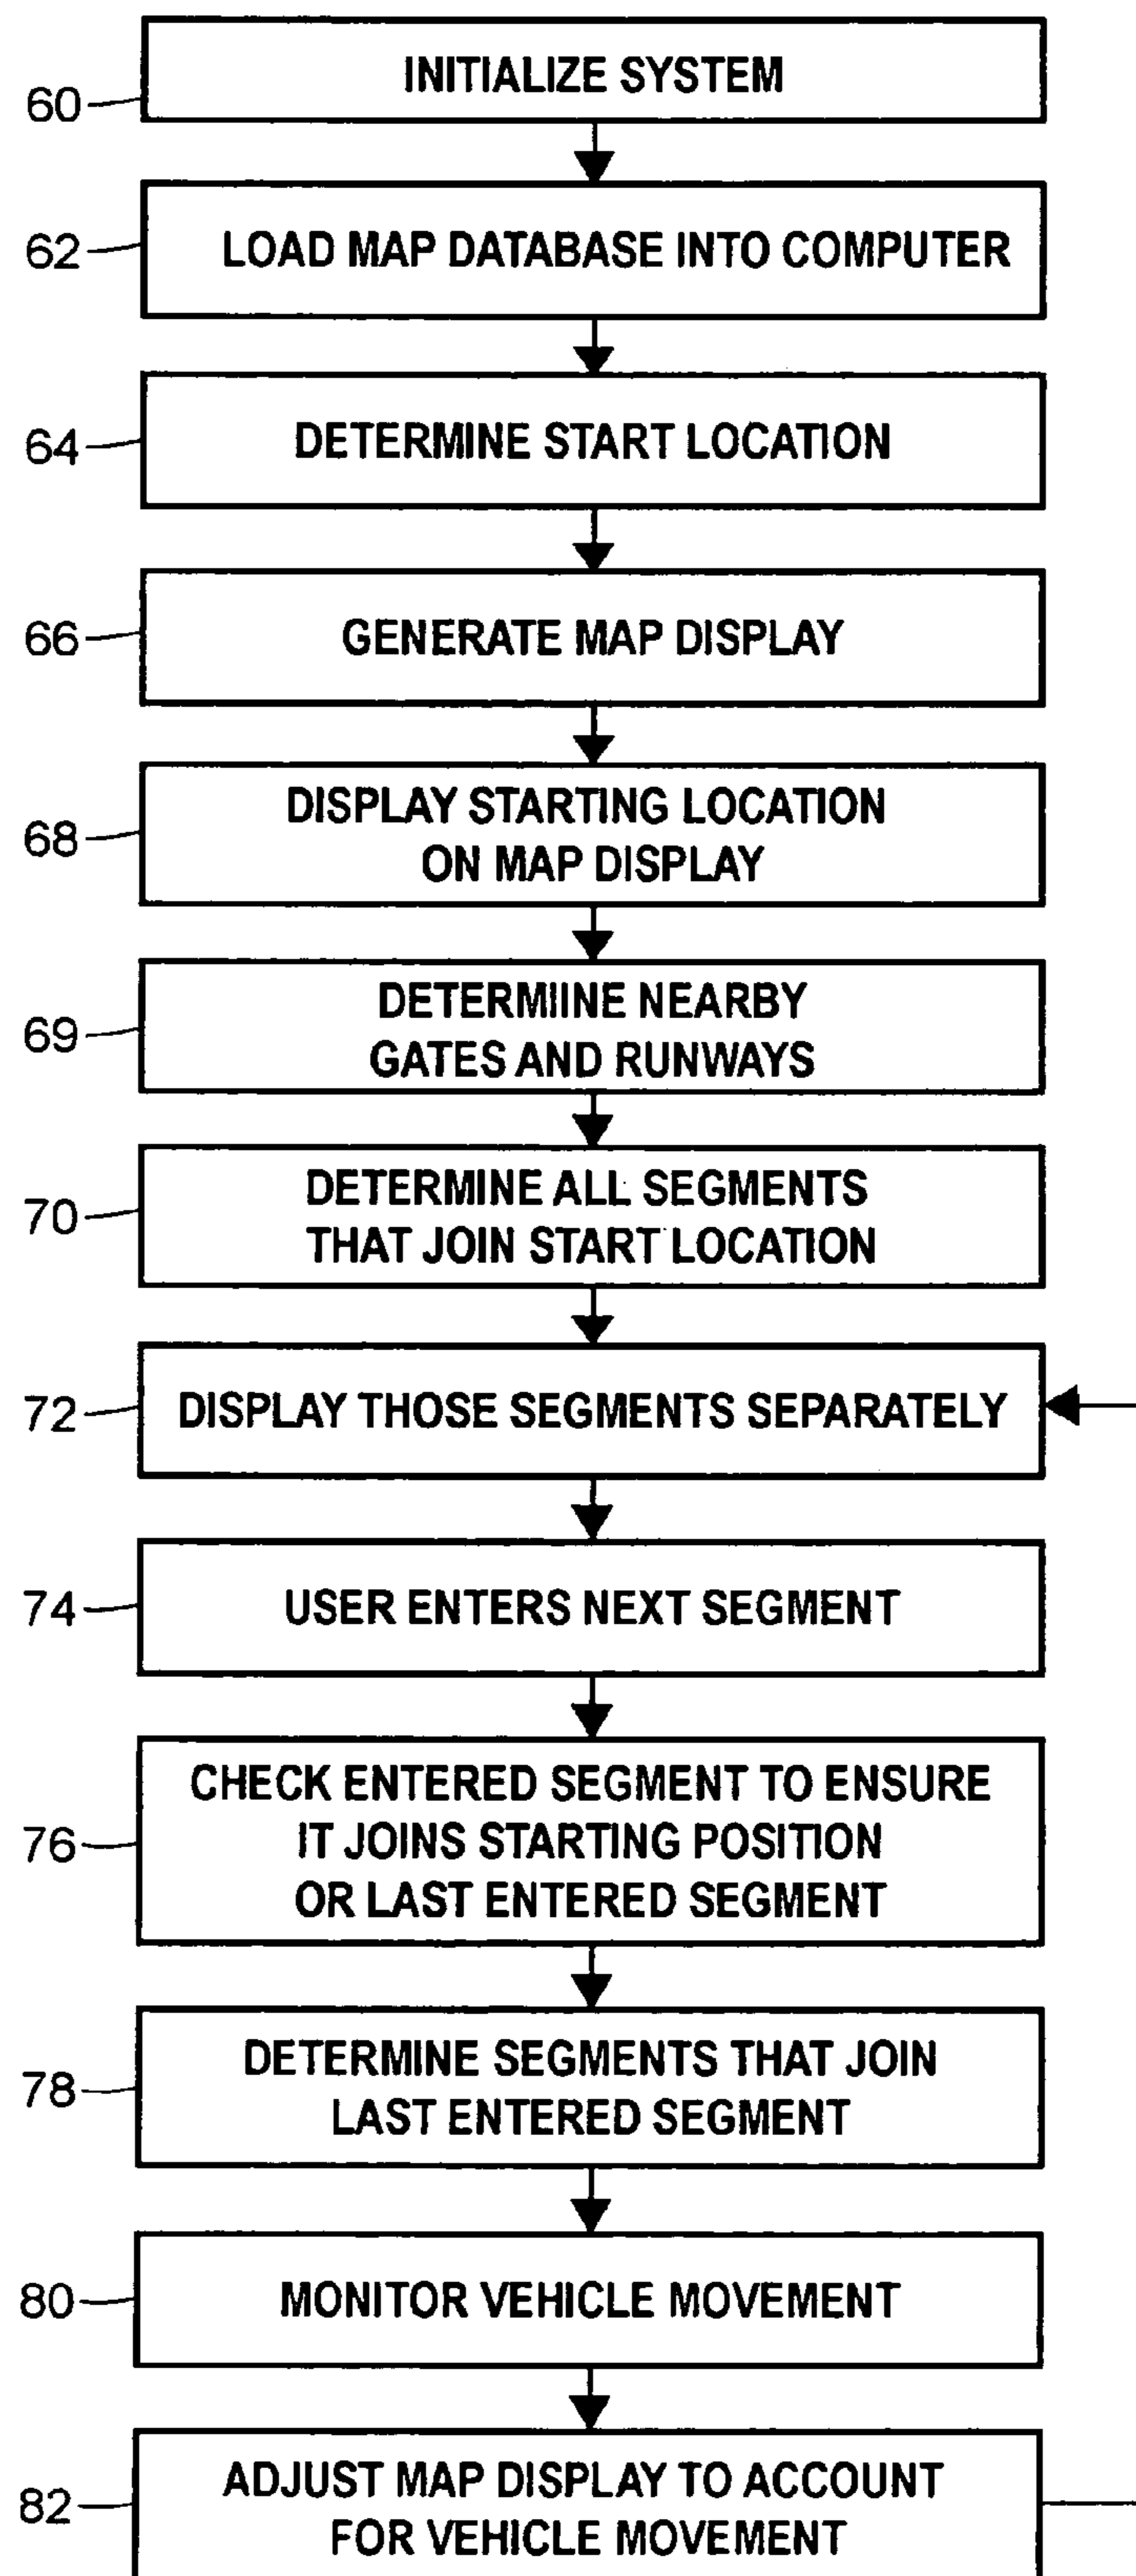 60
INITIALIZE SYSTEM
62
LOAD MAP DATABASE INTO COMPUTER
64
DETERMINE START LOCATION
66
GENERATE MAP DISPLAY
68
DISPLAY STARTING LOCATION
ON MAP DISPLAY
69
DETERMIINE NEARBY
GATES AND RUNWAYS
70
DETERMINE ALL SEGMENTS
THAT JOIN START LOCATION
72
DISPLAY THOSE SEGMENTS SEPARATELY
74
USER ENTERS NEXT SEGMENT
76
CHECK ENTERED SEGMENT TO ENSURE
IT JOINS STARTING POSITION
OR LAST ENTERED SEGMENT
78
DETERMINE SEGMENTS THAT JOIN
LAST ENTERED SEGMENT
80
MONITOR VEHICLE MOVEMENT
82
ADJUST MAP DISPLAY TO ACCOUNT
FOR VEHICLE MOVEMENT